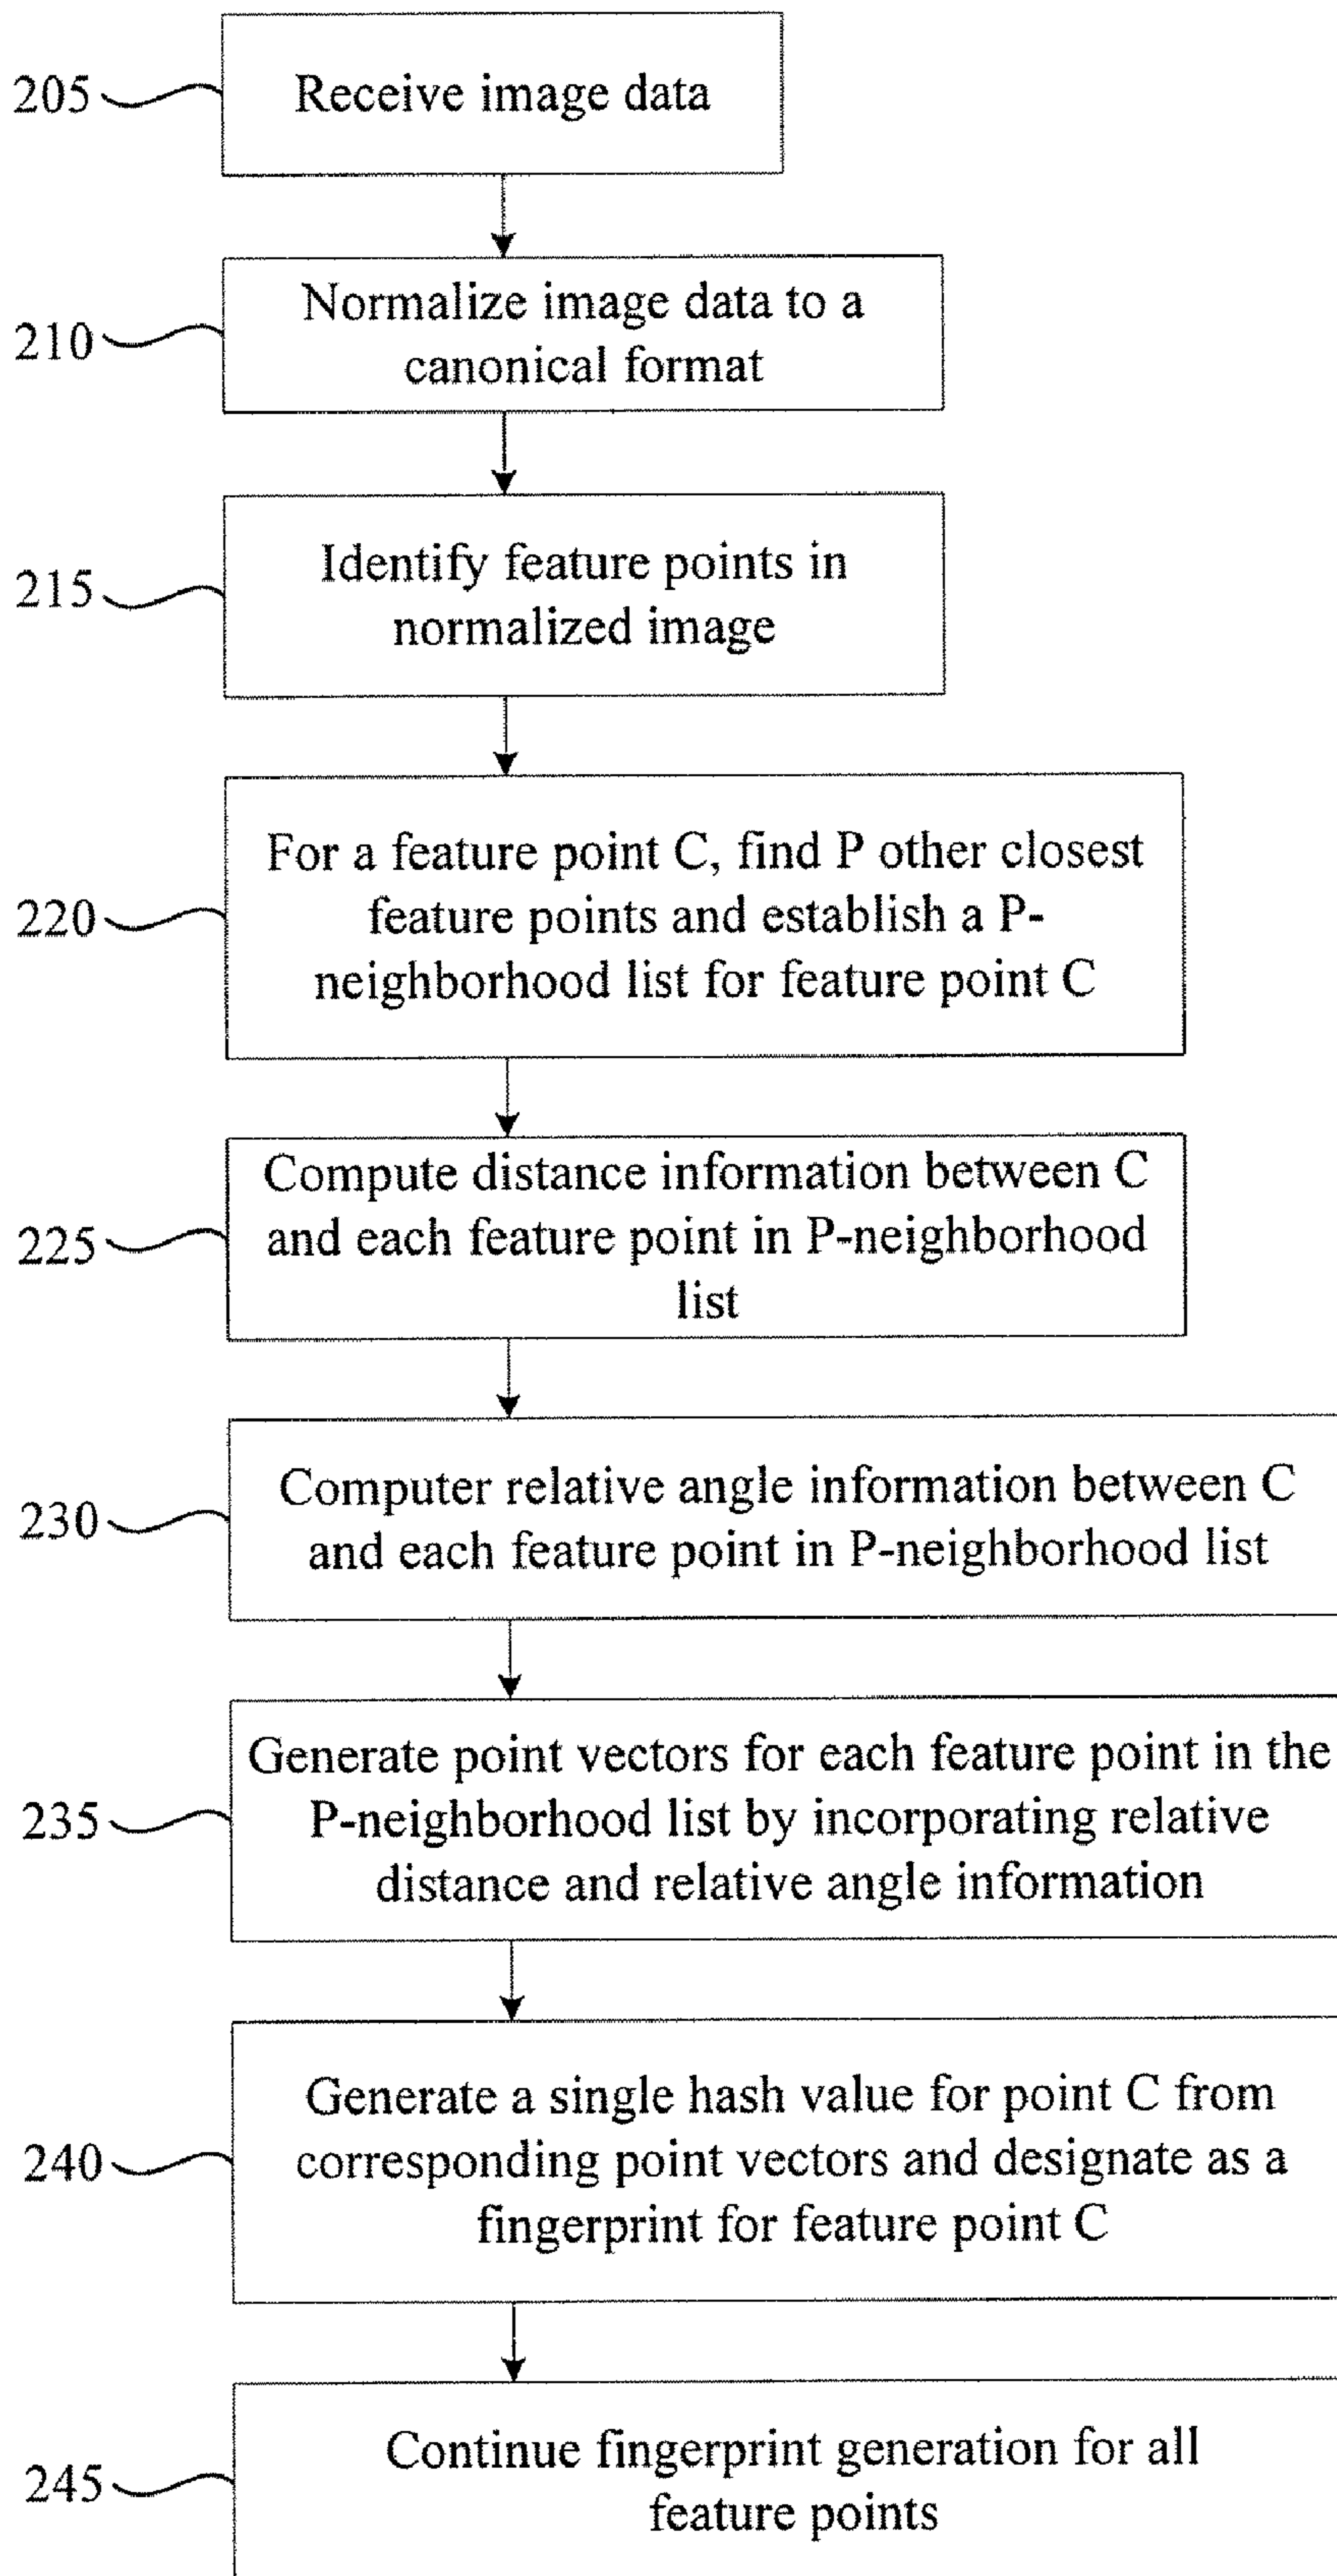 205
Receive image data
210
Normalize image data to a
canonical format
215
Identify feature points in
normalized image
220
For a feature point C, find P other closest
feature points and establish a P-
neighborhood list for feature point C
225
Compute distance information between C
and each feature point in P-neighborhood
list
230
Computer relative angle information between C
and each feature point in P-neighborhood list
235
Generate point vectors for each feature point in the
P-neighborhood list by incorporating relative
distance and relative angle information
240
Generate a single hash value for point C from
corresponding point vectors and designate as a
fingerprint for feature point C
245
Continue fingerprint generation for all
feature points